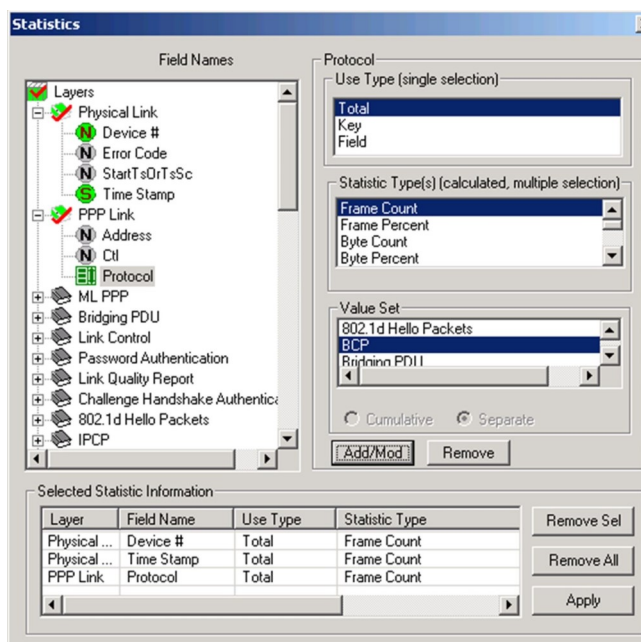 Statistics
Field Names
Layers
Physical Link
N Device #
N Error Code
N StartTsOrTsSc
S Time Stamp
PPP Link
N Address
N Ctl
Protocol
ML PPP
Bridging PDU
Link Control
Password Authentication
Link Quality Report
Challenge Handshake Authentica
802.1d Hello Packets
IPCP
Protocol
Use Type (single selection)
Total
Key
Field
Statistic Type(s) (calculated, multiple selection)
Frame Count
Frame Percent
Byte Count
Byte Percent
Value Set
802.1d Hello Packets
BCP
Bridging PDU
Cumulative Separate
Add/Mod Remove
Selected Statistic Information
Layer Field Name Use Type Statistic Type
Physical ... Device # Total Frame Count
Physical ... Time Stamp Total Frame Count
PPP Link Protocol Total Frame Count
Remove Sel
Remove All
Apply